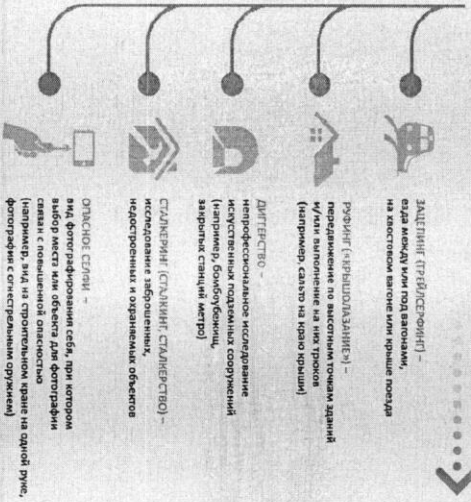 ЗАЦЕПИНГ (ТРЕЙЛСЕРФИНГ) –
езда между или под вагонами,
на хвостовом вагоне или крыше поезда
РУФИНГ («КРЫШОЛАЗАНИЕ») –
передвижение по высотным точкам зданий
и/или выполнение на них трюков
(например, сальто на краю крыши)
ДИГГЕРСТВО –
непрофессиональное исследование
искусственных подземных сооружений
(например, бомбоубежищ,
закрытых станций метро)
СТАЛКЕРИНГ (СТАЛКИНГ, СТАЛКЕРСТВО) –
исследование заброшенных,
недостроенных и охраняемых объектов
ОПАСНОЕ СЕЛФИ –
вид фотографирования себя, при котором
выбор места или объекта для фотографии
связан с повышенной опасностью
(например, вид на строительном кране на одной руке,
фотография с огнестрельным оружием)